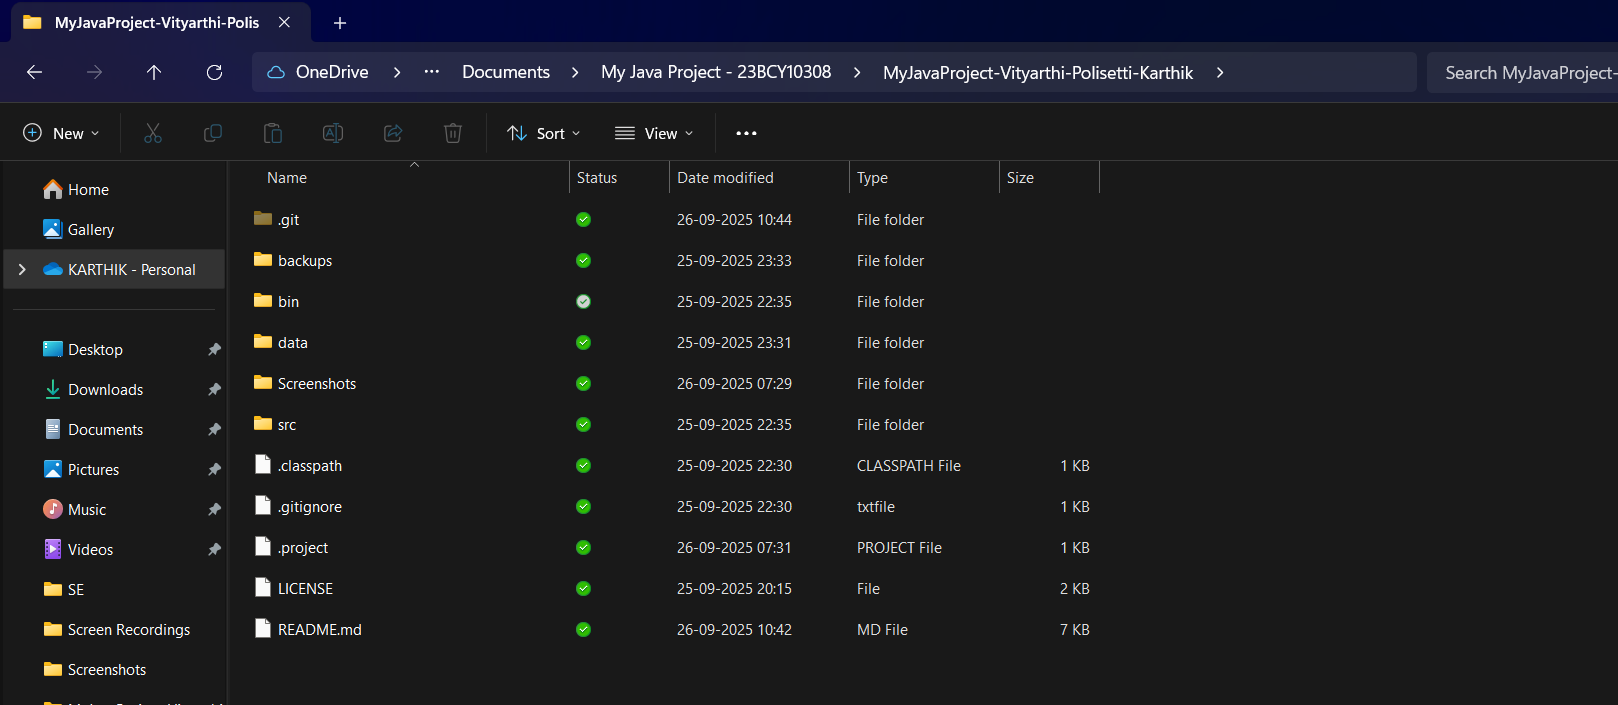 MyJavaProject-Vityarthi-Polis
OneDrive > ... Documents > My Java Project - 23BCY10308 > MyJavaProject-Vityarthi-Polisetti-Karthik >
Search MyJavaProject-
New
Sort
View
Name Status Date modified Type Size
Home
Gallery
KARTHIK - Personal
Desktop
Downloads
Documents
Pictures
Music
Videos
SE
Screen Recordings
Screenshots
.git 26-09-2025 10:44 File folder
backups 25-09-2025 23:33 File folder
bin 25-09-2025 22:35 File folder
data 25-09-2025 23:31 File folder
Screenshots 26-09-2025 07:29 File folder
src 25-09-2025 22:35 File folder
.classpath 25-09-2025 22:30 CLASSPATH File 1 KB
.gitignore 25-09-2025 22:30 txtfile 1 KB
.project 26-09-2025 07:31 PROJECT File 1 KB
LICENSE 25-09-2025 20:15 File 2 KB
README.md 26-09-2025 10:42 MD File 7 KB